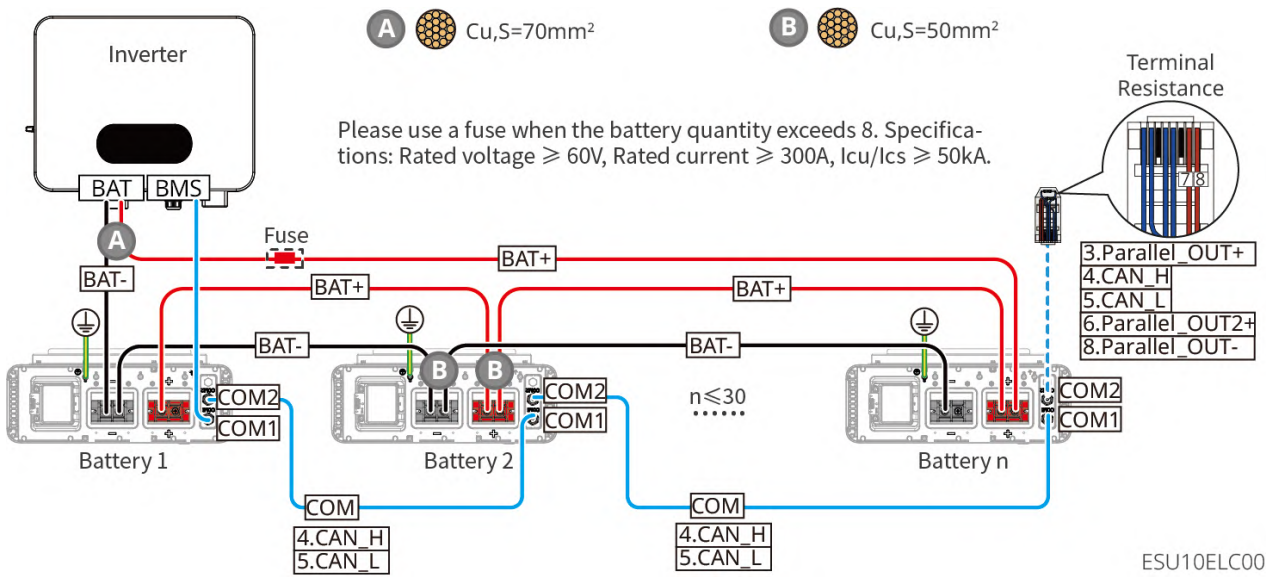 A Cu,S=70mm²
B Cu,S=50mm²
Inverter
Terminal
Resistance
Please use a fuse when the battery quantity exceeds 8. Specifica-
tions: Rated voltage ⩾ 60V, Rated current ⩾ 300A, Icu/Ics ⩾ 50kA.
7 8
BAT BMS
A
Fuse
BAT+
3.Parallel_OUT+
4.CAN_H
5.CAN_L
6.Parallel_OUT2+
8.Parallel_OUT-
BAT-
BAT+
BAT+
BAT-
BAT-
B
B
COM2
COM1
COM2
COM1
n⩽30
COM2
COM1
Battery 1
Battery 2
Battery n
COM
4.CAN_H
5.CAN_L
COM
4.CAN_H
5.CAN_L
ESU10ELC00